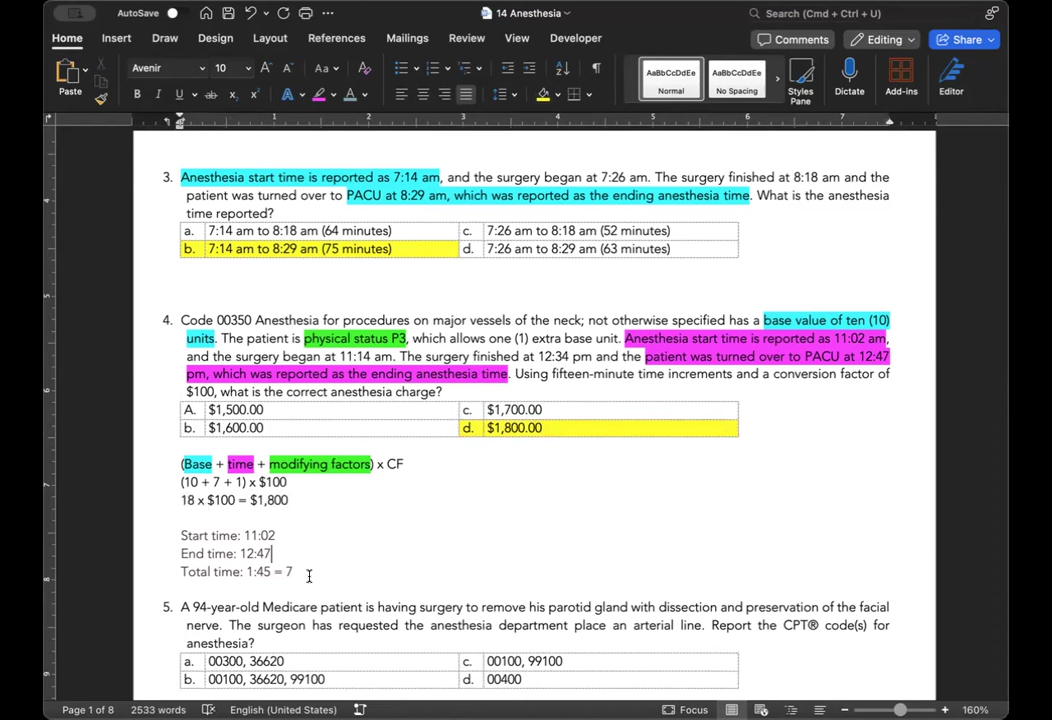 AutoSave
14 Anesthesia
Search (Cmd + Ctrl + U)
Home Insert Draw Design Layout References Mailings Review View Developer
Comments Editing Share
Paste
Avenir 10
AaBbCcDdEe
Normal
AaBbCcDdEe
No Spacing
Styles Pane
Dictate
Add-ins
Editor
1 2 3 4 5 6 7
3. Anesthesia start time is reported as 7:14 am, and the surgery began at 7:26 am. The surgery finished at 8:18 am and the
patient was turned over to PACU at 8:29 am, which was reported as the ending anesthesia time. What is the anesthesia
time reported?
a. 7:14 am to 8:18 am (64 minutes) c. 7:26 am to 8:18 am (52 minutes)
b. 7:14 am to 8:29 am (75 minutes) d. 7:26 am to 8:29 am (63 minutes)
4. Code 00350 Anesthesia for procedures on major vessels of the neck; not otherwise specified has a base value of ten (10)
units. The patient is physical status P3, which allows one (1) extra base unit. Anesthesia start time is reported as 11:02 am,
and the surgery began at 11:14 am. The surgery finished at 12:34 pm and the patient was turned over to PACU at 12:47
pm, which was reported as the ending anesthesia time. Using fifteen-minute time increments and a conversion factor of
$100, what is the correct anesthesia charge?
A. $1,500.00 c. $1,700.00
b. $1,600.00 d. $1,800.00
(Base + time + modifying factors) x CF
(10 + 7 + 1) x $100
18 x $100 = $1,800
Start time: 11:02
End time: 12:47
Total time: 1:45 = 7
5. A 94-year-old Medicare patient is having surgery to remove his parotid gland with dissection and preservation of the facial
nerve. The surgeon has requested the anesthesia department place an arterial line. Report the CPT® code(s) for
anesthesia?
a. 00300, 36620 c. 00100, 99100
b. 00100, 36620, 99100 d. 00400
Page 1 of 8 2533 words English (United States) Focus 160%